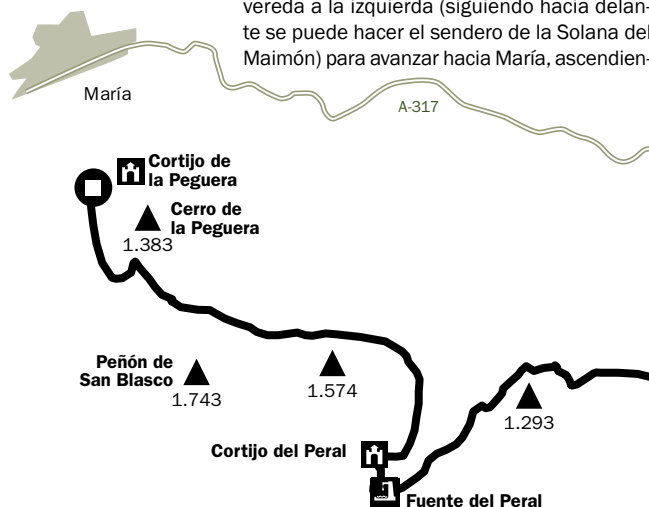 vereda a la izquierda (siguiendo hacia delan-
te se puede hacer el sendero de la Solana del
Maimón) para avanzar hacia María, ascendien-
María
A-317
Cortijo de
la Peguera
Cerro de
la Peguera
1.383
Peñón de
San Blasco
1.743
1.574
1.293
Cortijo del Peral
Fuente del Peral